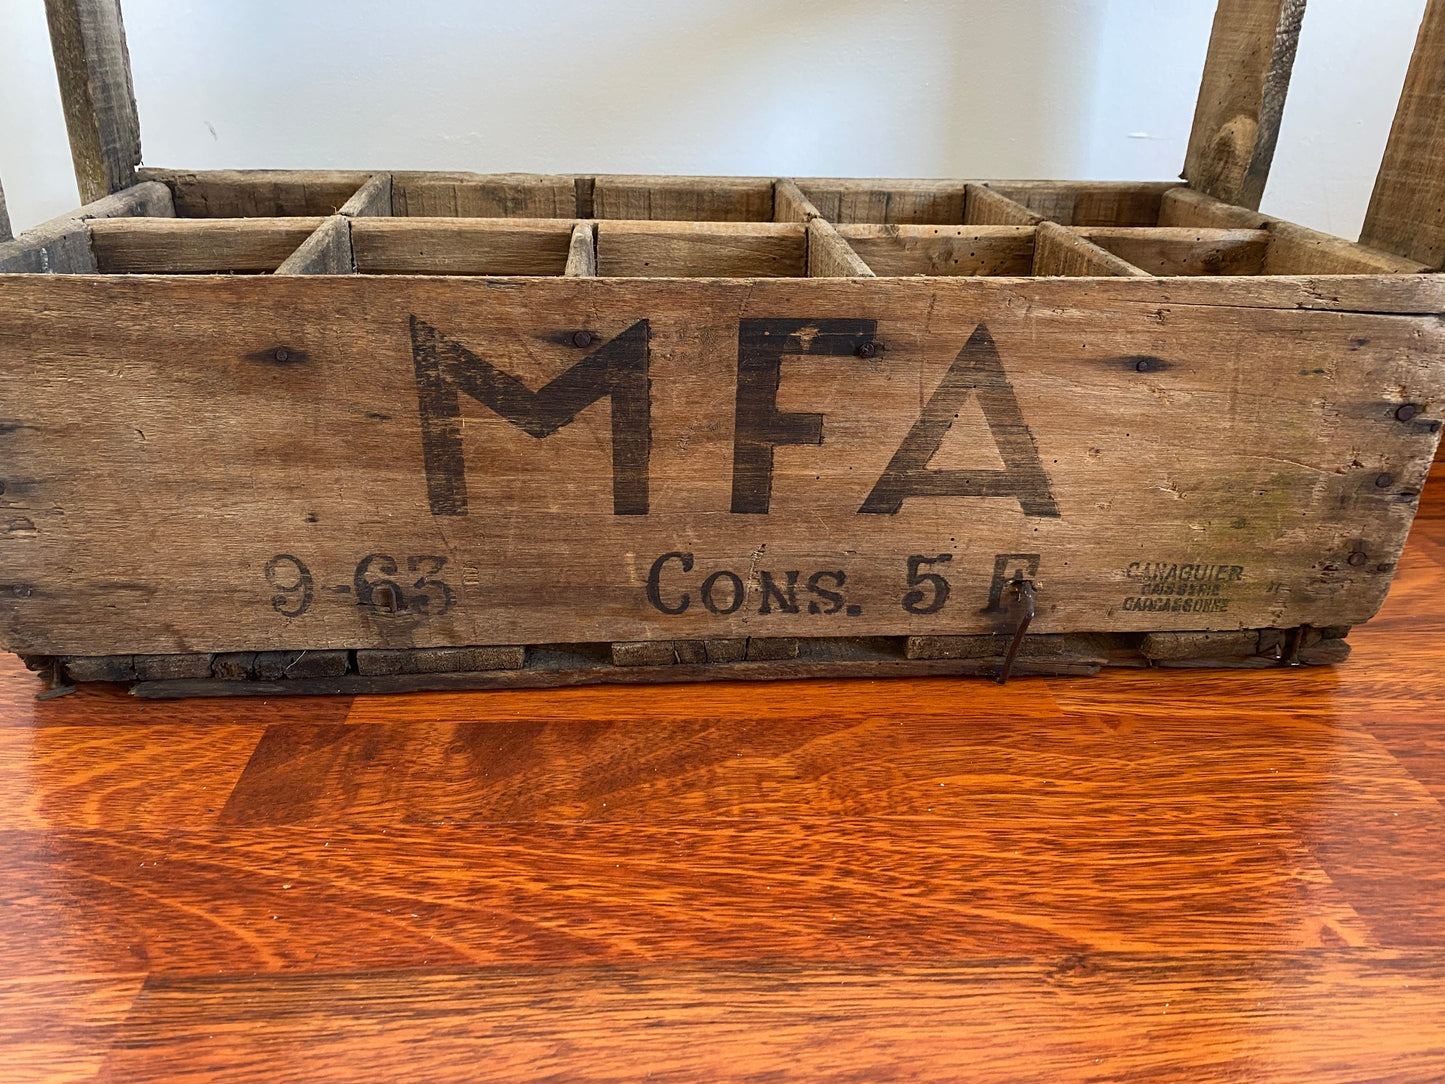 MFA
9-63 CONS. 5 F
CANAGUIER
CAISSERIE
CARCASSONNE